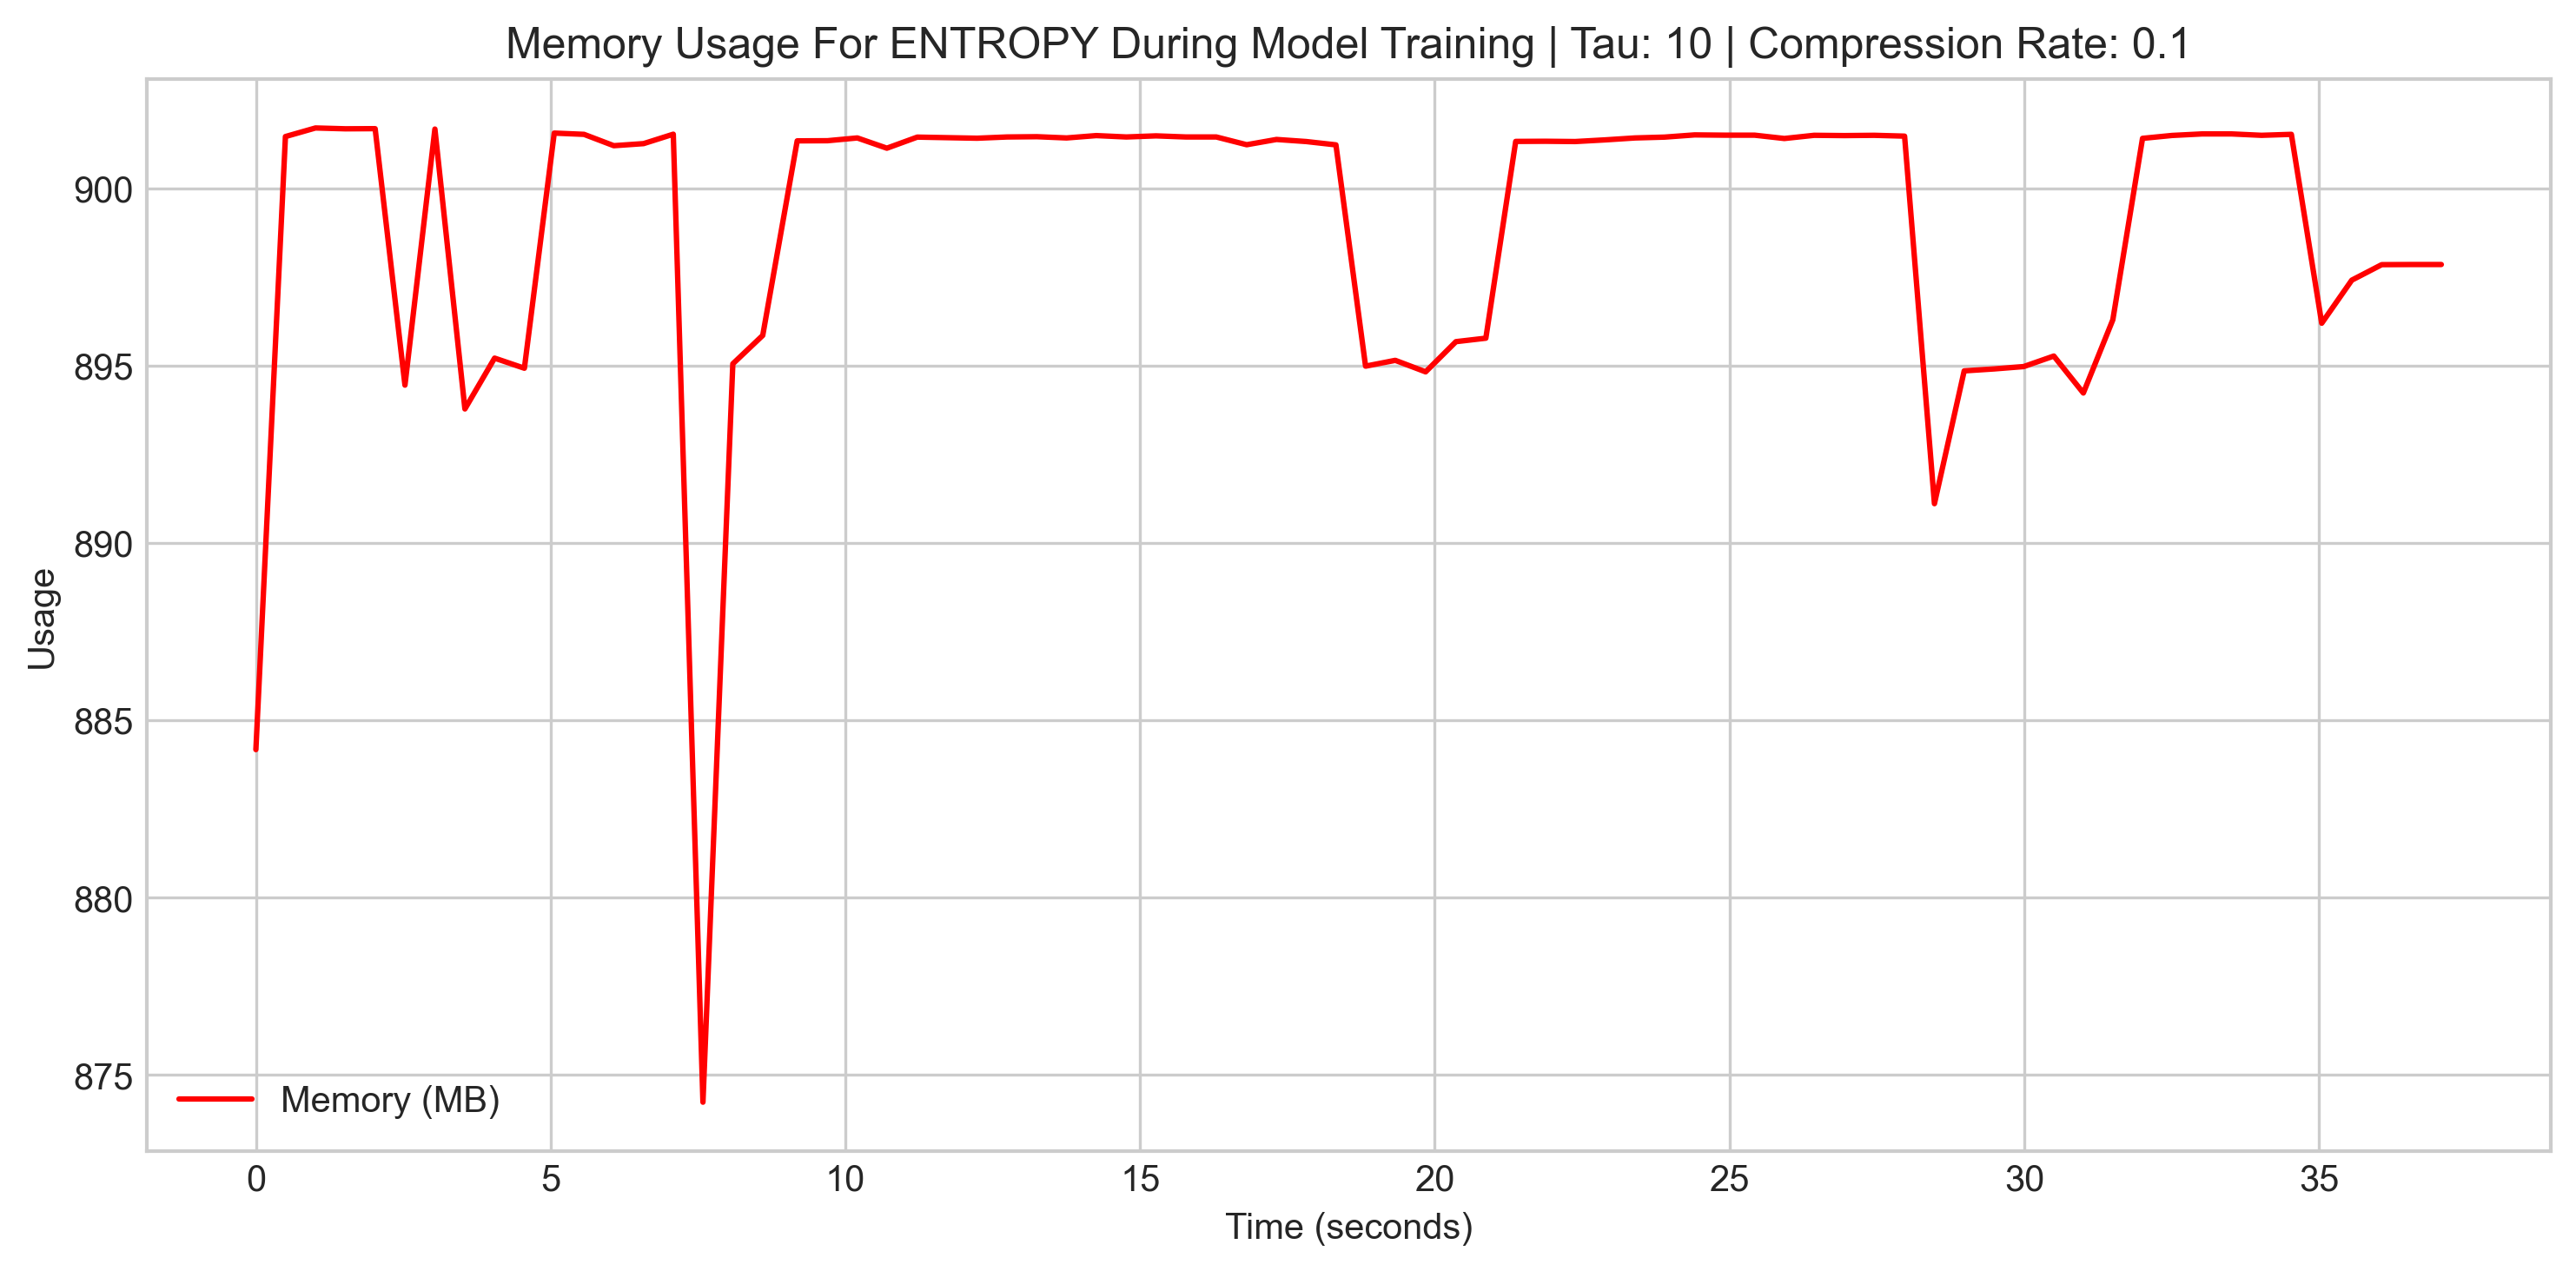 Memory Usage For ENTROPY During Model Training | Tau: 10 | Compression Rate: 0.1
900
895
890
885
880
875
Usage
Memory (MB)
0 5 10 15 20 25 30 35
Time (seconds)